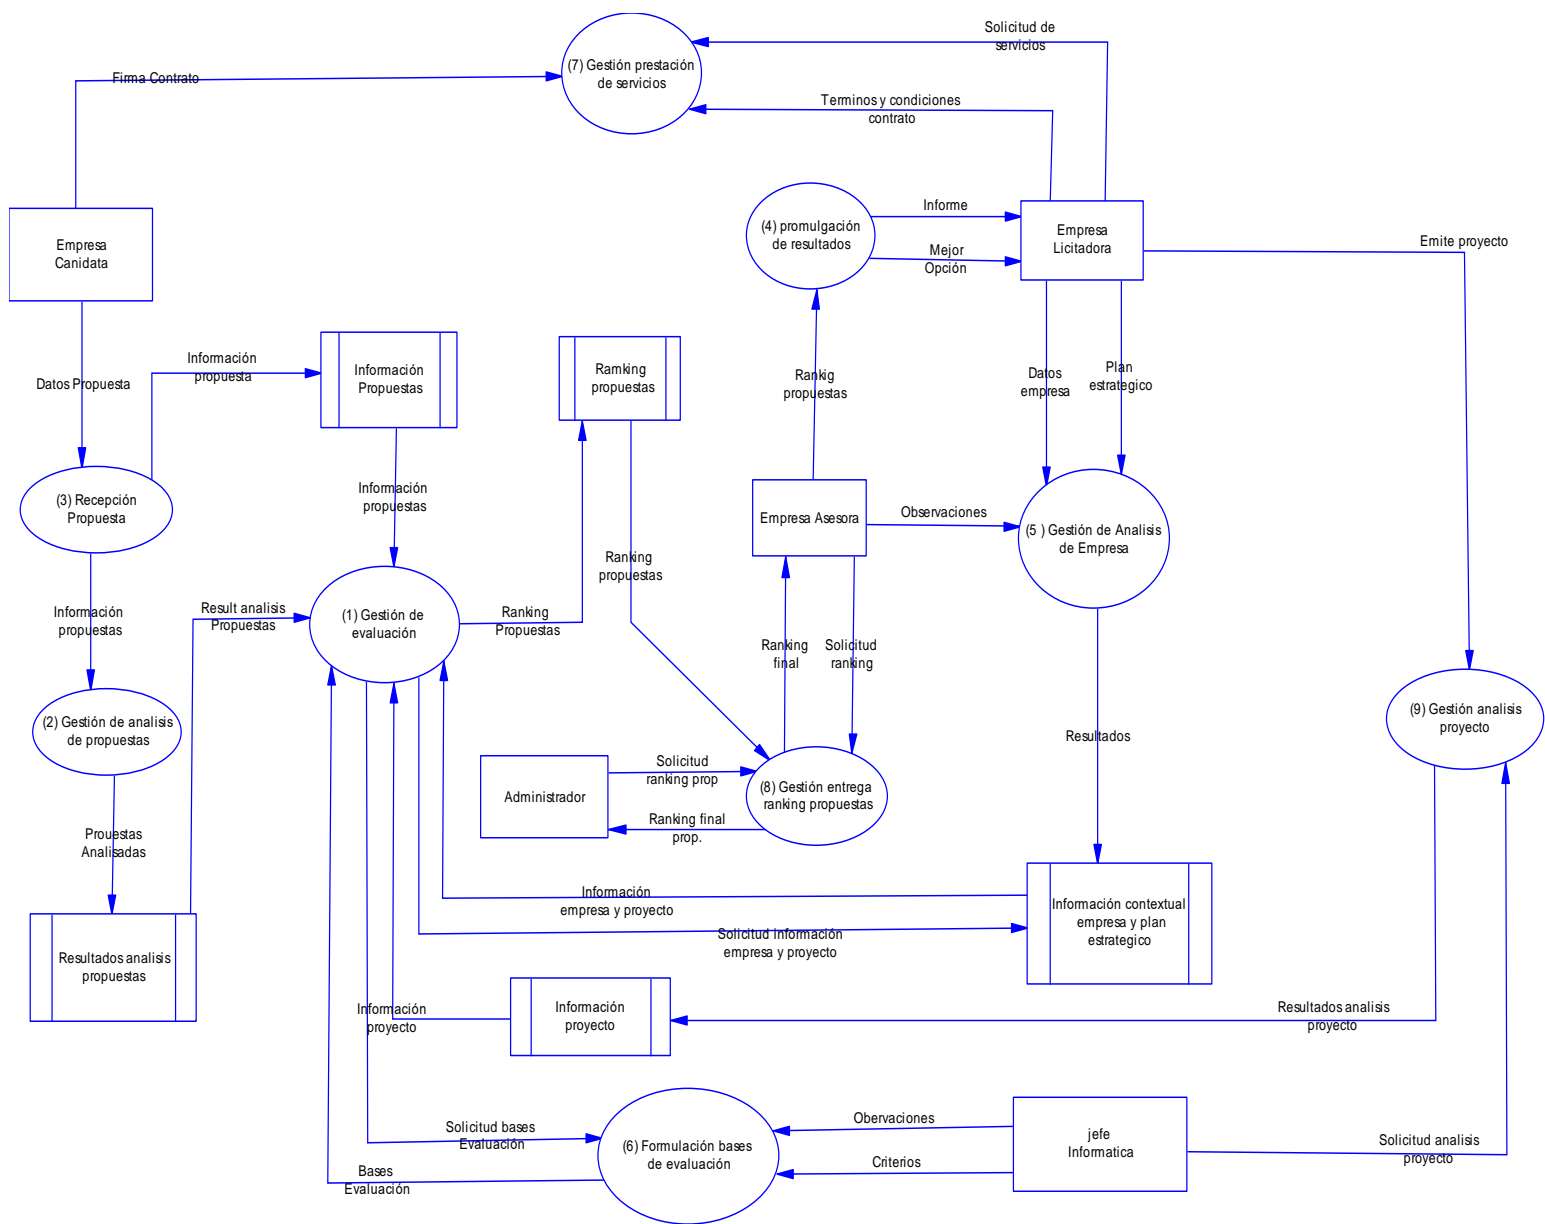 Solicitud de
servicios
(7) Gestión prestación
de servicios
Firma Contrato
Terminos y condiciones
contrato
Empresa
Canidata
(4) promulgación
de resultados
Informe
Mejor
Opción
Empresa
Licitadora
Emite proyecto
Información
propuesta
Datos Propuesta
Información
Propuestas
Ramking
propuestas
Rankig
propuestas
Datos
empresa
Plan
estrategico
(3) Recepción
Propuesta
Información
propuestas
Empresa Asesora
Observaciones
(5 ) Gestión de Analisis
de Empresa
Ranking
propuestas
Información
propuestas
Result analisis
Propuestas
(1) Gestión de
evaluación
Ranking
Propuestas
Ranking
final
Solicitud
ranking
(2) Gestión de analisis
de propuestas
Resultados
(9) Gestión analisis
proyecto
Solicitud
ranking prop
Administrador
(8) Gestión entrega
ranking propuestas
Ranking final
prop.
Prouestas
Analisadas
Información
empresa y proyecto
Información contextual
empresa y plan
estrategico
Solicitud información
empresa y proyecto
Resultados analisis
propuestas
Información
proyecto
Información
proyecto
Resultados analisis
proyecto
Solicitud bases
Evaluación
(6) Formulación bases
de evaluación
Obervaciones
jefe
Informatica
Criterios
Solicitud analisis
proyecto
Bases
Evaluación